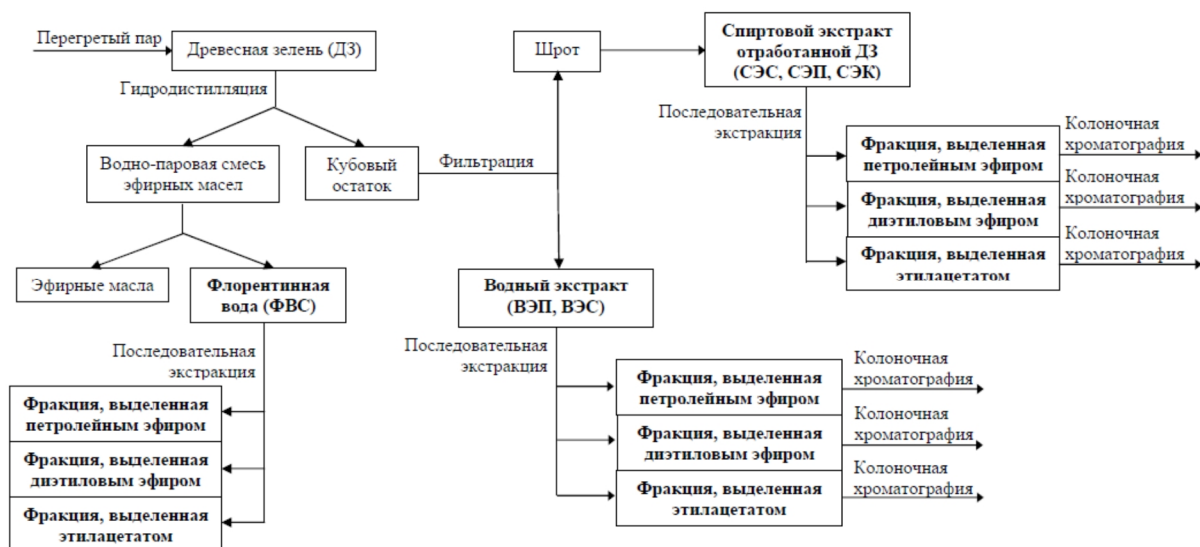 Перегретый пар
Древесная зелень (ДЗ)
Гидродистилляция
Водно-паровая смесь
эфирных масел
Кубовый
остаток
Фильтрация
Эфирные масла
Флорентинная
вода (ФВС)
Последовательная
экстракция
Фракция, выделенная
петролейным эфиром
Фракция, выделенная
диэтиловым эфиром
Фракция, выделенная
этилацетатом
Шрот
Спиртовой экстракт
отработанной ДЗ
(СЭС, СЭП, СЭК)
Последовательная
экстракция
Фракция, выделенная
петролейным эфиром
Колоночная
хроматография
Фракция, выделенная
диэтиловым эфиром
Колоночная
хроматография
Фракция, выделенная
этилацетатом
Колоночная
хроматография
Водный экстракт
(ВЭП, ВЭС)
Последовательная
экстракция
Фракция, выделенная
петролейным эфиром
Колоночная
хроматография
Фракция, выделенная
диэтиловым эфиром
Колоночная
хроматография
Фракция, выделенная
этилацетатом
Колоночная
хроматография